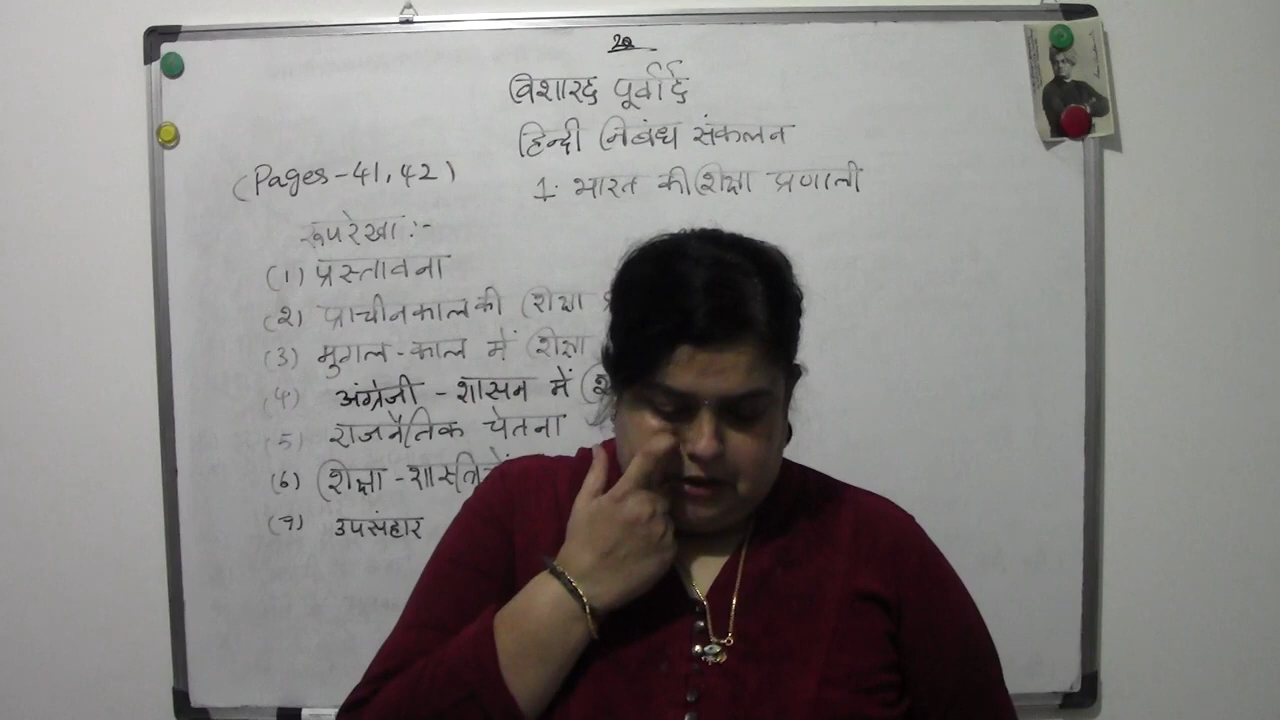 20
विशारद पूर्वार्द्ध
हिन्दी निबंध संकलन
(Pages-41,42)
1. भारत की शिक्षा प्रणाली
रूपरेखा:-
(1) प्रस्तावना
(2) प्राचीनकाल की शिक्षा
(3) मुगल-काल में शिक्षा
(4) अंग्रेजी - शासन में
(5) राजनैतिक चेतना
(6) शिक्षा -शास्त्रियों
(7) उपसंहार